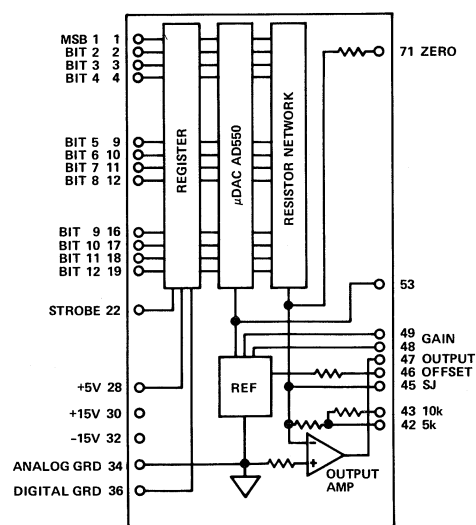 MSB 1 1
BIT 2 2
BIT 3 3
BIT 4 4
BIT 5 9
BIT 6 10
BIT 7 11
BIT 8 12
BIT 9 16
BIT 10 17
BIT 11 18
BIT 12 19
STROBE 22
+5V 28
+15V 30
-15V 32
ANALOG GRD 34
DIGITAL GRD 36
REGISTER
μDAC AD550
RESISTOR NETWORK
REF
OUTPUT
AMP
71 ZERO
53
49
GAIN
48
47 OUTPUT
46 OFFSET
45 SJ
43 10k
42 5k
−
+